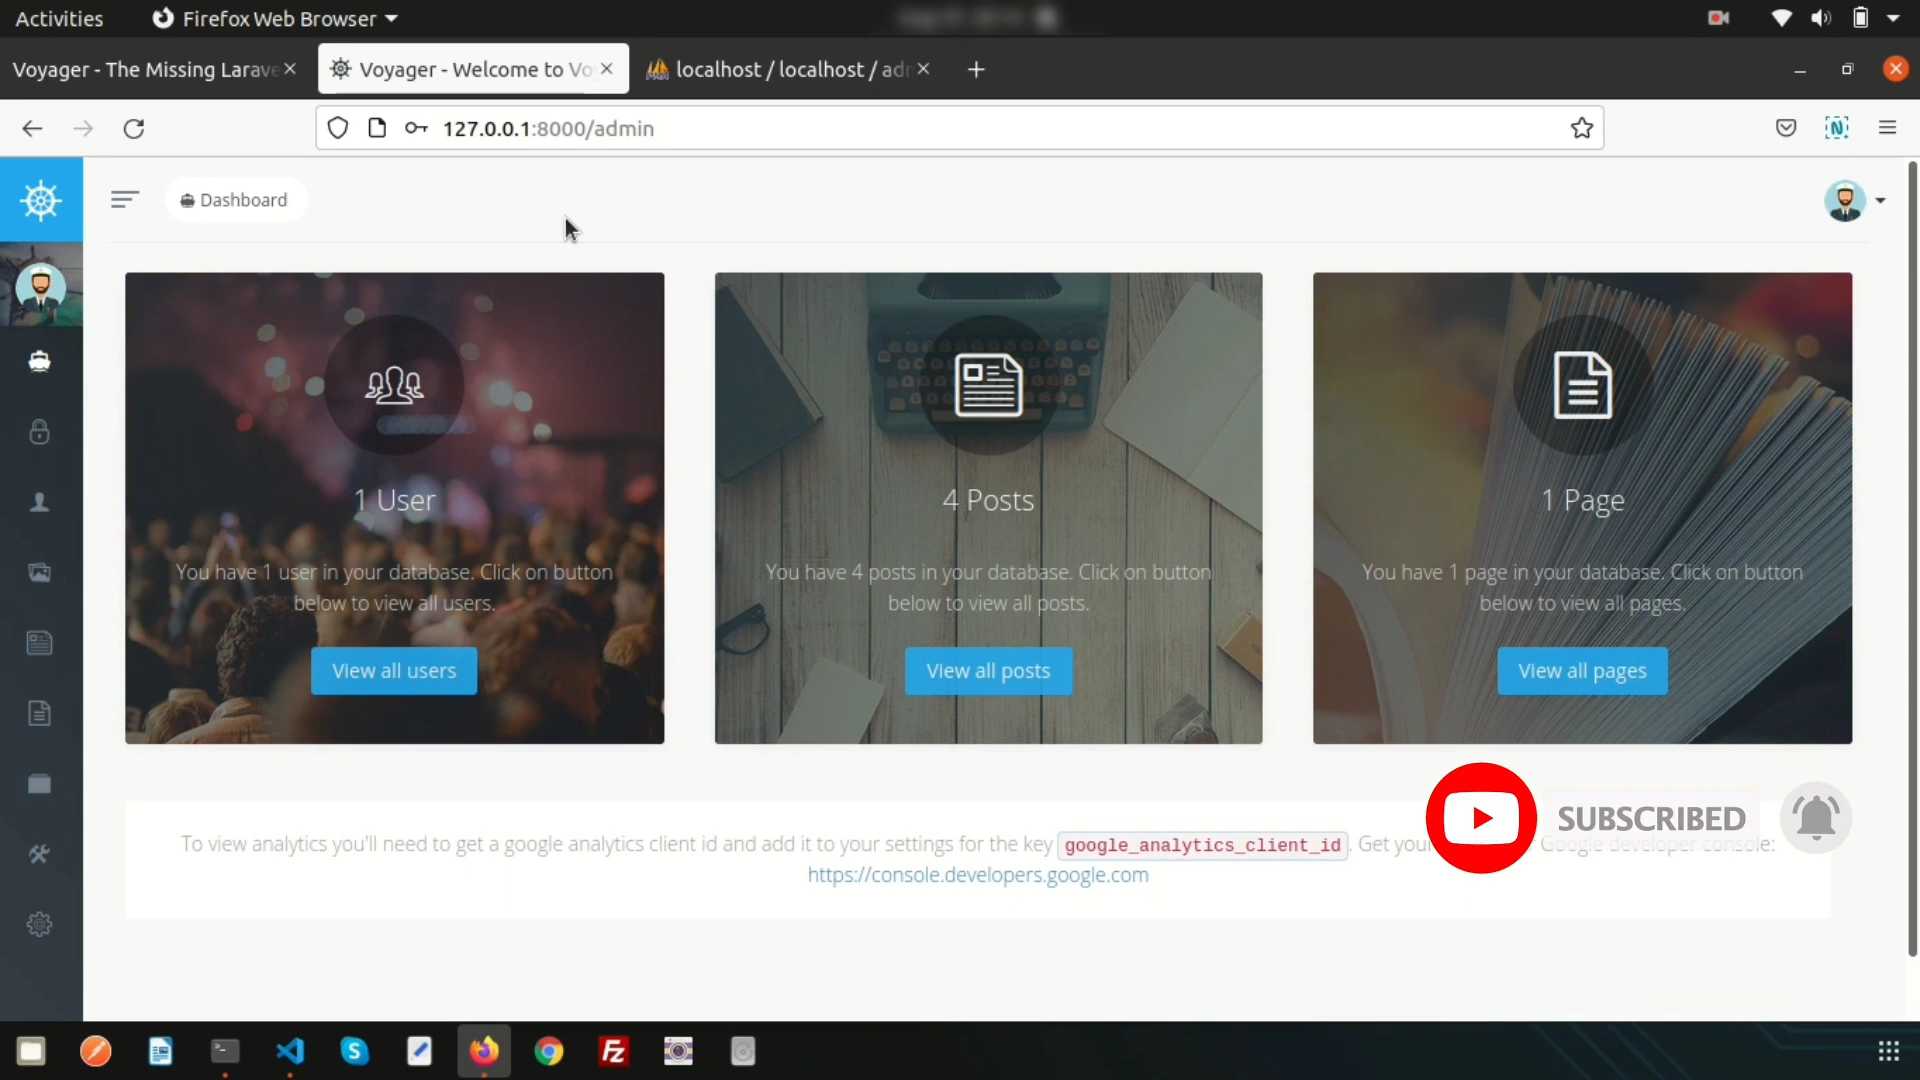 Activities
Firefox Web Browser
Voyager - The Missing Larave
Voyager - Welcome to Vo
localhost / localhost / adr
127.0.0.1:8000/admin
Dashboard
1 User
You have 1 user in your database. Click on button
below to view all users.
View all users
4 Posts
You have 4 posts in your database. Click on button
below to view all posts.
View all posts
1 Page
You have 1 page in your database. Click on button
below to view all pages.
View all pages
SUBSCRIBED
To view analytics you'll need to get a google analytics client id and add it to your settings for the key google_analytics_client_id. Get your Google developer console:
https://console.developers.google.com